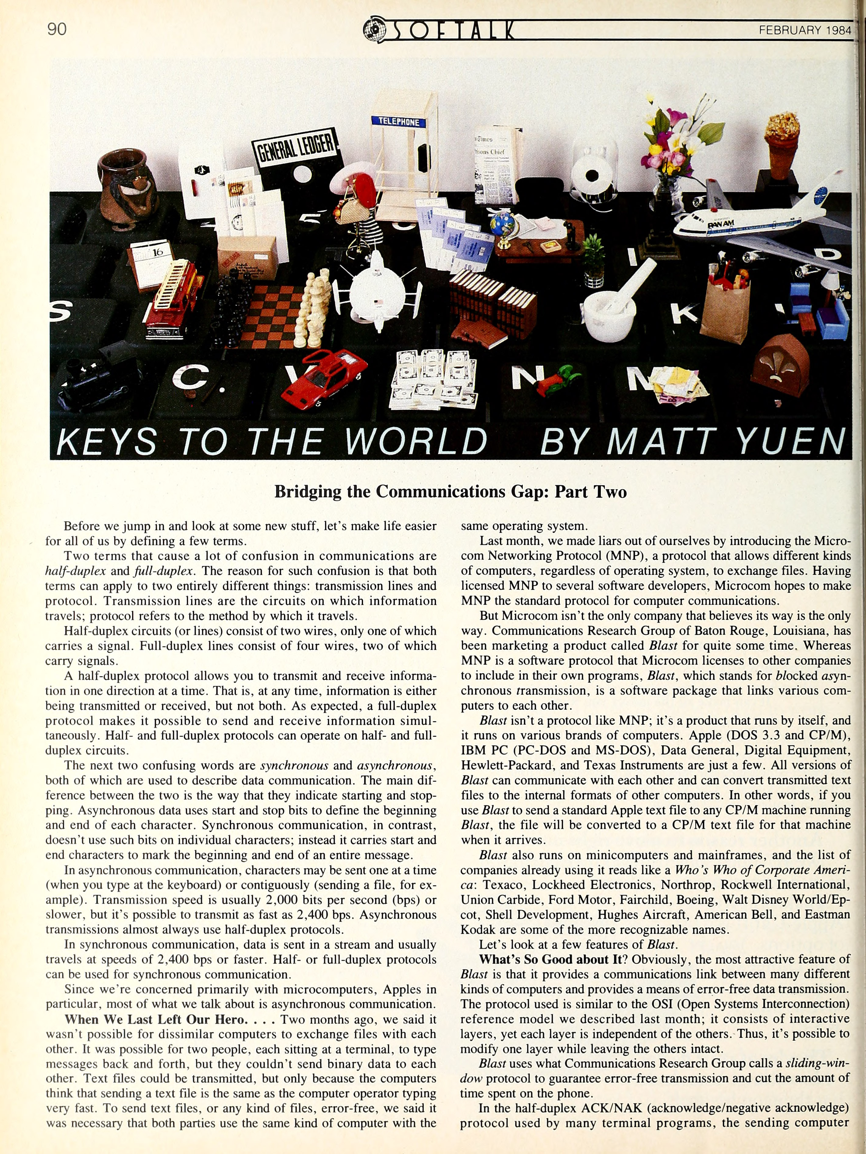 90
SOFTALK
FEBRUARY 1984
TELEPHONE
GENERAL LEDGER
Times
PAN AM
16
S
K
C
V
N
M
KEYS TO THE WORLD BY MATT YUEN
Bridging the Communications Gap: Part Two
Before we jump in and look at some new stuff, let's make life easier
for all of us by defining a few terms.
Two terms that cause a lot of confusion in communications are
half-duplex and full-duplex. The reason for such confusion is that both
terms can apply to two entirely different things: transmission lines and
protocol. Transmission lines are the circuits on which information
travels; protocol refers to the method by which it travels.
Half-duplex circuits (or lines) consist of two wires, only one of which
carries a signal. Full-duplex lines consist of four wires, two of which
carry signals.
A half-duplex protocol allows you to transmit and receive informa-
tion in one direction at a time. That is, at any time, information is either
being transmitted or received, but not both. As expected, a full-duplex
protocol makes it possible to send and receive information simul-
taneously. Half- and full-duplex protocols can operate on half- and full-
duplex circuits.
The next two confusing words are synchronous and asynchronous,
both of which are used to describe data communication. The main dif-
ference between the two is the way that they indicate starting and stop-
ping. Asynchronous data uses start and stop bits to define the beginning
and end of each character. Synchronous communication, in contrast,
doesn't use such bits on individual characters; instead it carries start and
end characters to mark the beginning and end of an entire message.
In asynchronous communication, characters may be sent one at a time
(when you type at the keyboard) or contiguously (sending a file, for ex-
ample). Transmission speed is usually 2,000 bits per second (bps) or
slower, but it's possible to transmit as fast as 2,400 bps. Asynchronous
transmissions almost always use half-duplex protocols.
In synchronous communication, data is sent in a stream and usually
travels at speeds of 2,400 bps or faster. Half- or full-duplex protocols
can be used for synchronous communication.
Since we're concerned primarily with microcomputers, Apples in
particular, most of what we talk about is asynchronous communication.
When We Last Left Our Hero. . . . Two months ago, we said it
wasn't possible for dissimilar computers to exchange files with each
other. It was possible for two people, each sitting at a terminal, to type
messages back and forth, but they couldn't send binary data to each
other. Text files could be transmitted, but only because the computers
think that sending a text file is the same as the computer operator typing
very fast. To send text files, or any kind of files, error-free, we said it
was necessary that both parties use the same kind of computer with the
same operating system.
Last month, we made liars out of ourselves by introducing the Micro-
com Networking Protocol (MNP), a protocol that allows different kinds
of computers, regardless of operating system, to exchange files. Having
licensed MNP to several software developers, Microcom hopes to make
MNP the standard protocol for computer communications.
But Microcom isn't the only company that believes its way is the only
way. Communications Research Group of Baton Rouge, Louisiana, has
been marketing a product called Blast for quite some time. Whereas
MNP is a software protocol that Microcom licenses to other companies
to include in their own programs, Blast, which stands for blocked asyn-
chronous transmission, is a software package that links various com-
puters to each other.
Blast isn't a protocol like MNP; it's a product that runs by itself, and
it runs on various brands of computers. Apple (DOS 3.3 and CP/M),
IBM PC (PC-DOS and MS-DOS), Data General, Digital Equipment,
Hewlett-Packard, and Texas Instruments are just a few. All versions of
Blast can communicate with each other and can convert transmitted text
files to the internal formats of other computers. In other words, if you
use Blast to send a standard Apple text file to any CP/M machine running
Blast, the file will be converted to a CP/M text file for that machine
when it arrives.
Blast also runs on minicomputers and mainframes, and the list of
companies already using it reads like a Who's Who of Corporate Ameri-
ca: Texaco, Lockheed Electronics, Northrop, Rockwell International,
Union Carbide, Ford Motor, Fairchild, Boeing, Walt Disney World/Ep-
cot, Shell Development, Hughes Aircraft, American Bell, and Eastman
Kodak are some of the more recognizable names.
Let's look at a few features of Blast.
What's So Good about It? Obviously, the most attractive feature of
Blast is that it provides a communications link between many different
kinds of computers and provides a means of error-free data transmission.
The protocol used is similar to the OSI (Open Systems Interconnection)
reference model we described last month; it consists of interactive
layers, yet each layer is independent of the others. Thus, it's possible to
modify one layer while leaving the others intact.
Blast uses what Communications Research Group calls a sliding-win-
dow protocol to guarantee error-free transmission and cut the amount of
time spent on the phone.
In the half-duplex ACK/NAK (acknowledge/negative acknowledge)
protocol used by many terminal programs, the sending computer